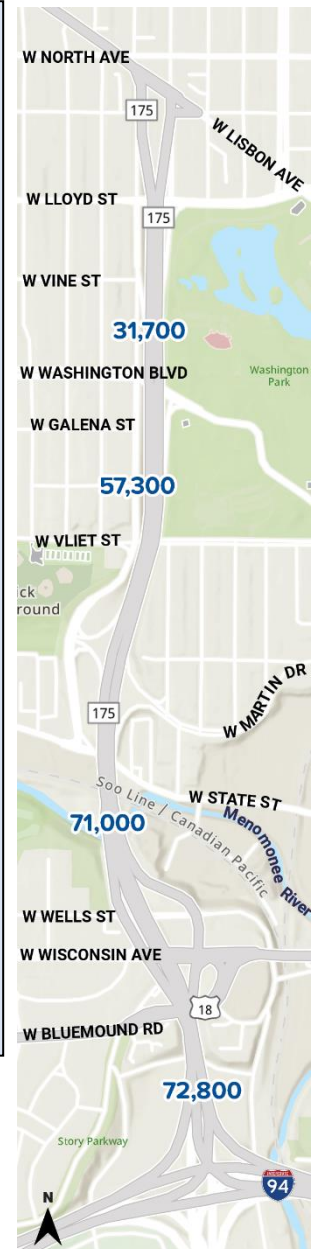 W NORTH AVE
175
W LISBON AVE
W LLOYD ST
175
W VINE ST
31,700
W WASHINGTON BLVD
Washington
Park
W GALENA ST
57,300
W VLIET ST
ick
round
W MARTIN DR
175
Soo Line / Canadian Pacific
W STATE ST
Menomonee River
71,000
W WELLS ST
W WISCONSIN AVE
18
W BLUEMOUND RD
72,800
Story Parkway
94
N